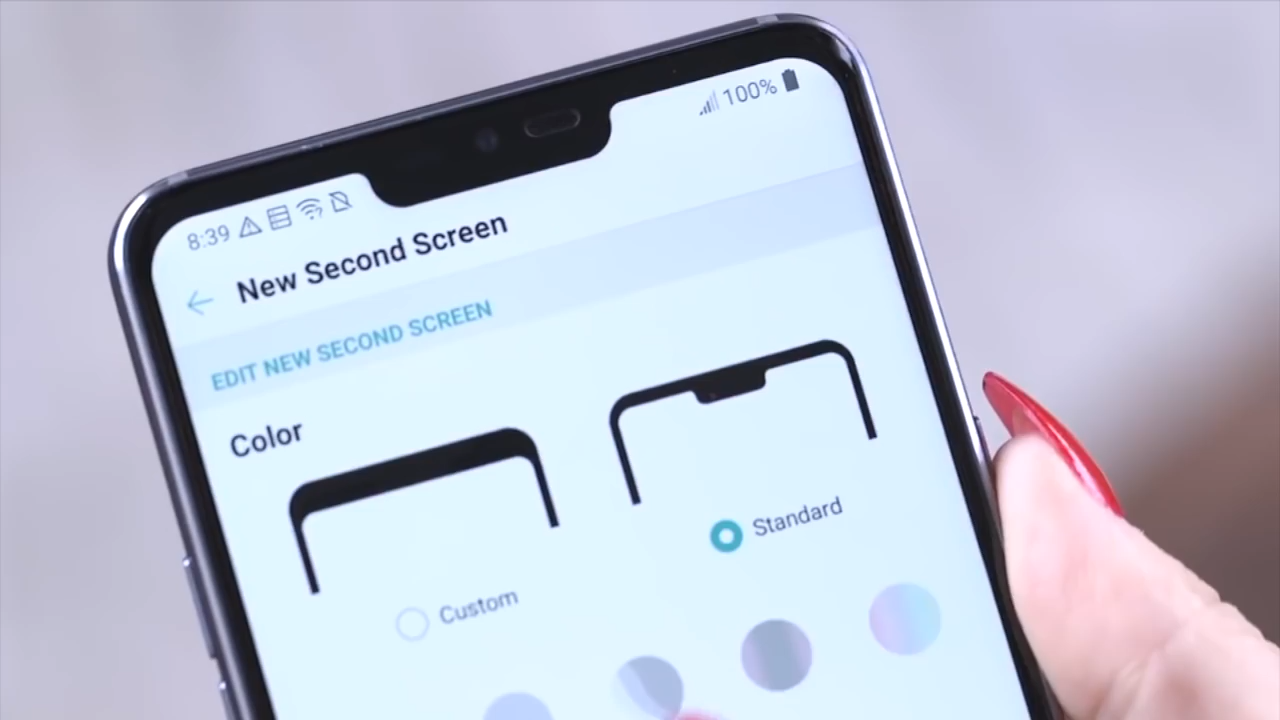 8:39
100%
New Second Screen
EDIT NEW SECOND SCREEN
Color
Custom
Standard